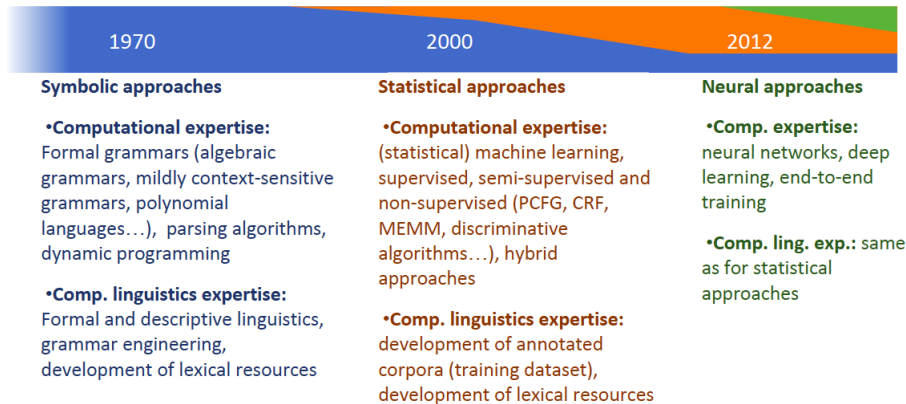 1970
2000
2012
Symbolic approaches
•Computational expertise:
Formal grammars (algebraic
grammars, mildly context-sensitive
grammars, polynomial
languages…), parsing algorithms,
dynamic programming
•Comp. linguistics expertise:
Formal and descriptive linguistics,
grammar engineering,
development of lexical resources
Statistical approaches
•Computational expertise:
(statistical) machine learning,
supervised, semi-supervised and
non-supervised (PCFG, CRF,
MEMM, discriminative
algorithms…), hybrid
approaches
•Comp. linguistics expertise:
development of annotated
corpora (training dataset),
development of lexical resources
Neural approaches
•Comp. expertise:
neural networks, deep
learning, end-to-end
training
•Comp. ling. exp.: same
as for statistical
approaches